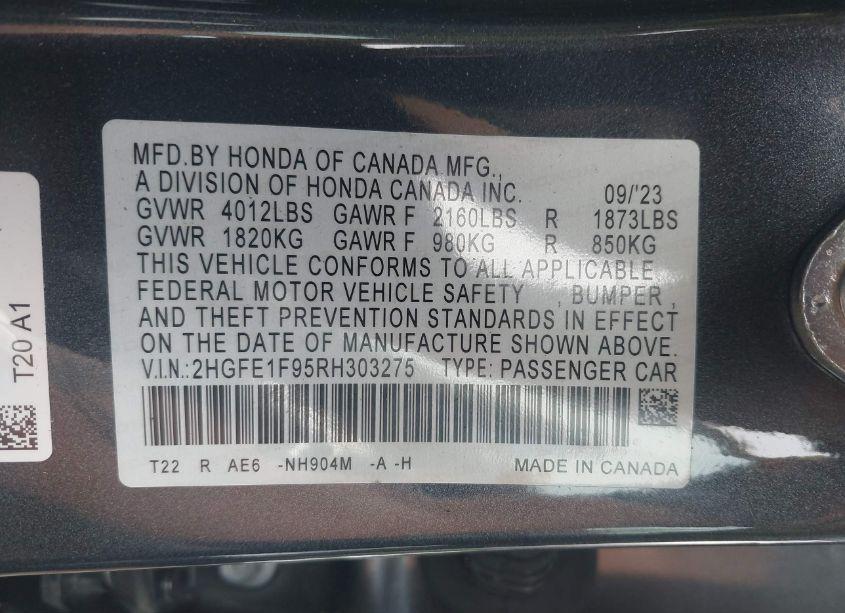 MFD.BY HONDA OF CANADA MFG.,
A DIVISION OF HONDA CANADA INC. 09/'23
GVWR 4012LBS GAWR F 2160LBS R 1873LBS
GVWR 1820KG GAWR F 980KG R 850KG
THIS VEHICLE CONFORMS TO ALL APPLICABLE
FEDERAL MOTOR VEHICLE SAFETY , BUMPER ,
AND THEFT PREVENTION STANDARDS IN EFFECT
ON THE DATE OF MANUFACTURE SHOWN ABOVE.
V.I.N.:2HGFE1F95RH303275 TYPE: PASSENGER CAR
T22 R AE6 -NH904M -A -H MADE IN CANADA
T20 A1